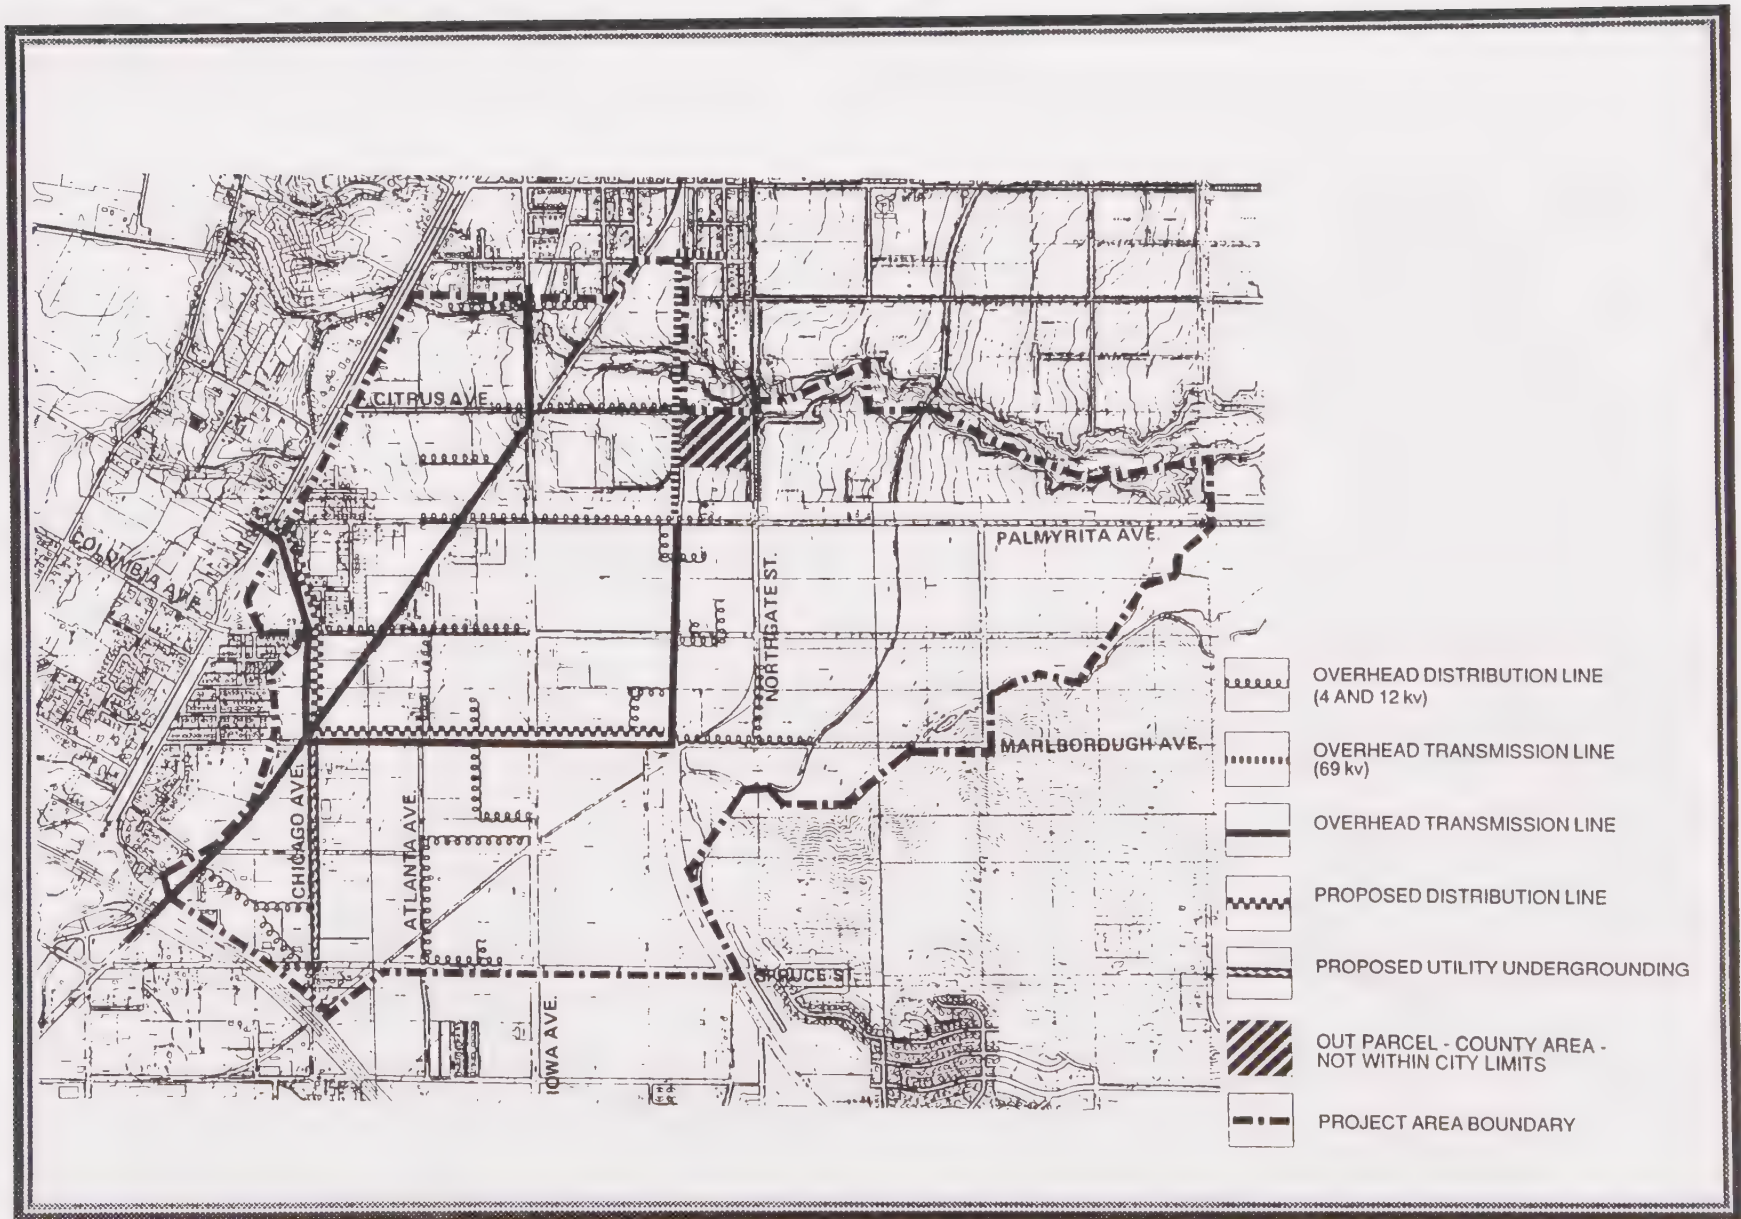 CITRUS AVE.
COLOMBIA AVE.
PALMYRITA AVE.
NORTHGATE ST.
MARLBOROUGH AVE.
CHICAGO AVE.
ATLANTA AVE.
SPRUCE ST.
IOWA AVE.
OVERHEAD DISTRIBUTION LINE
(4 AND 12 kv)
OVERHEAD TRANSMISSION LINE
(69 kv)
OVERHEAD TRANSMISSION LINE
PROPOSED DISTRIBUTION LINE
PROPOSED UTILITY UNDERGROUNDING
OUT PARCEL - COUNTY AREA -
NOT WITHIN CITY LIMITS
PROJECT AREA BOUNDARY